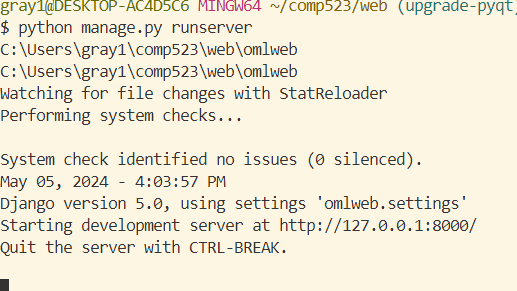 gray1@DESKTOP-AC4D5C6 MINGW64 ~/comp523/web (upgrade-pyqt)
$ python manage.py runserver
C:\Users\gray1\comp523\web\omlweb
C:\Users\gray1\comp523\web\omlweb
Watching for file changes with StatReloader
Performing system checks...

System check identified no issues (0 silenced).
May 05, 2024 - 4:03:57 PM
Django version 5.0, using settings 'omlweb.settings'
Starting development server at http://127.0.0.1:8000/
Quit the server with CTRL-BREAK.